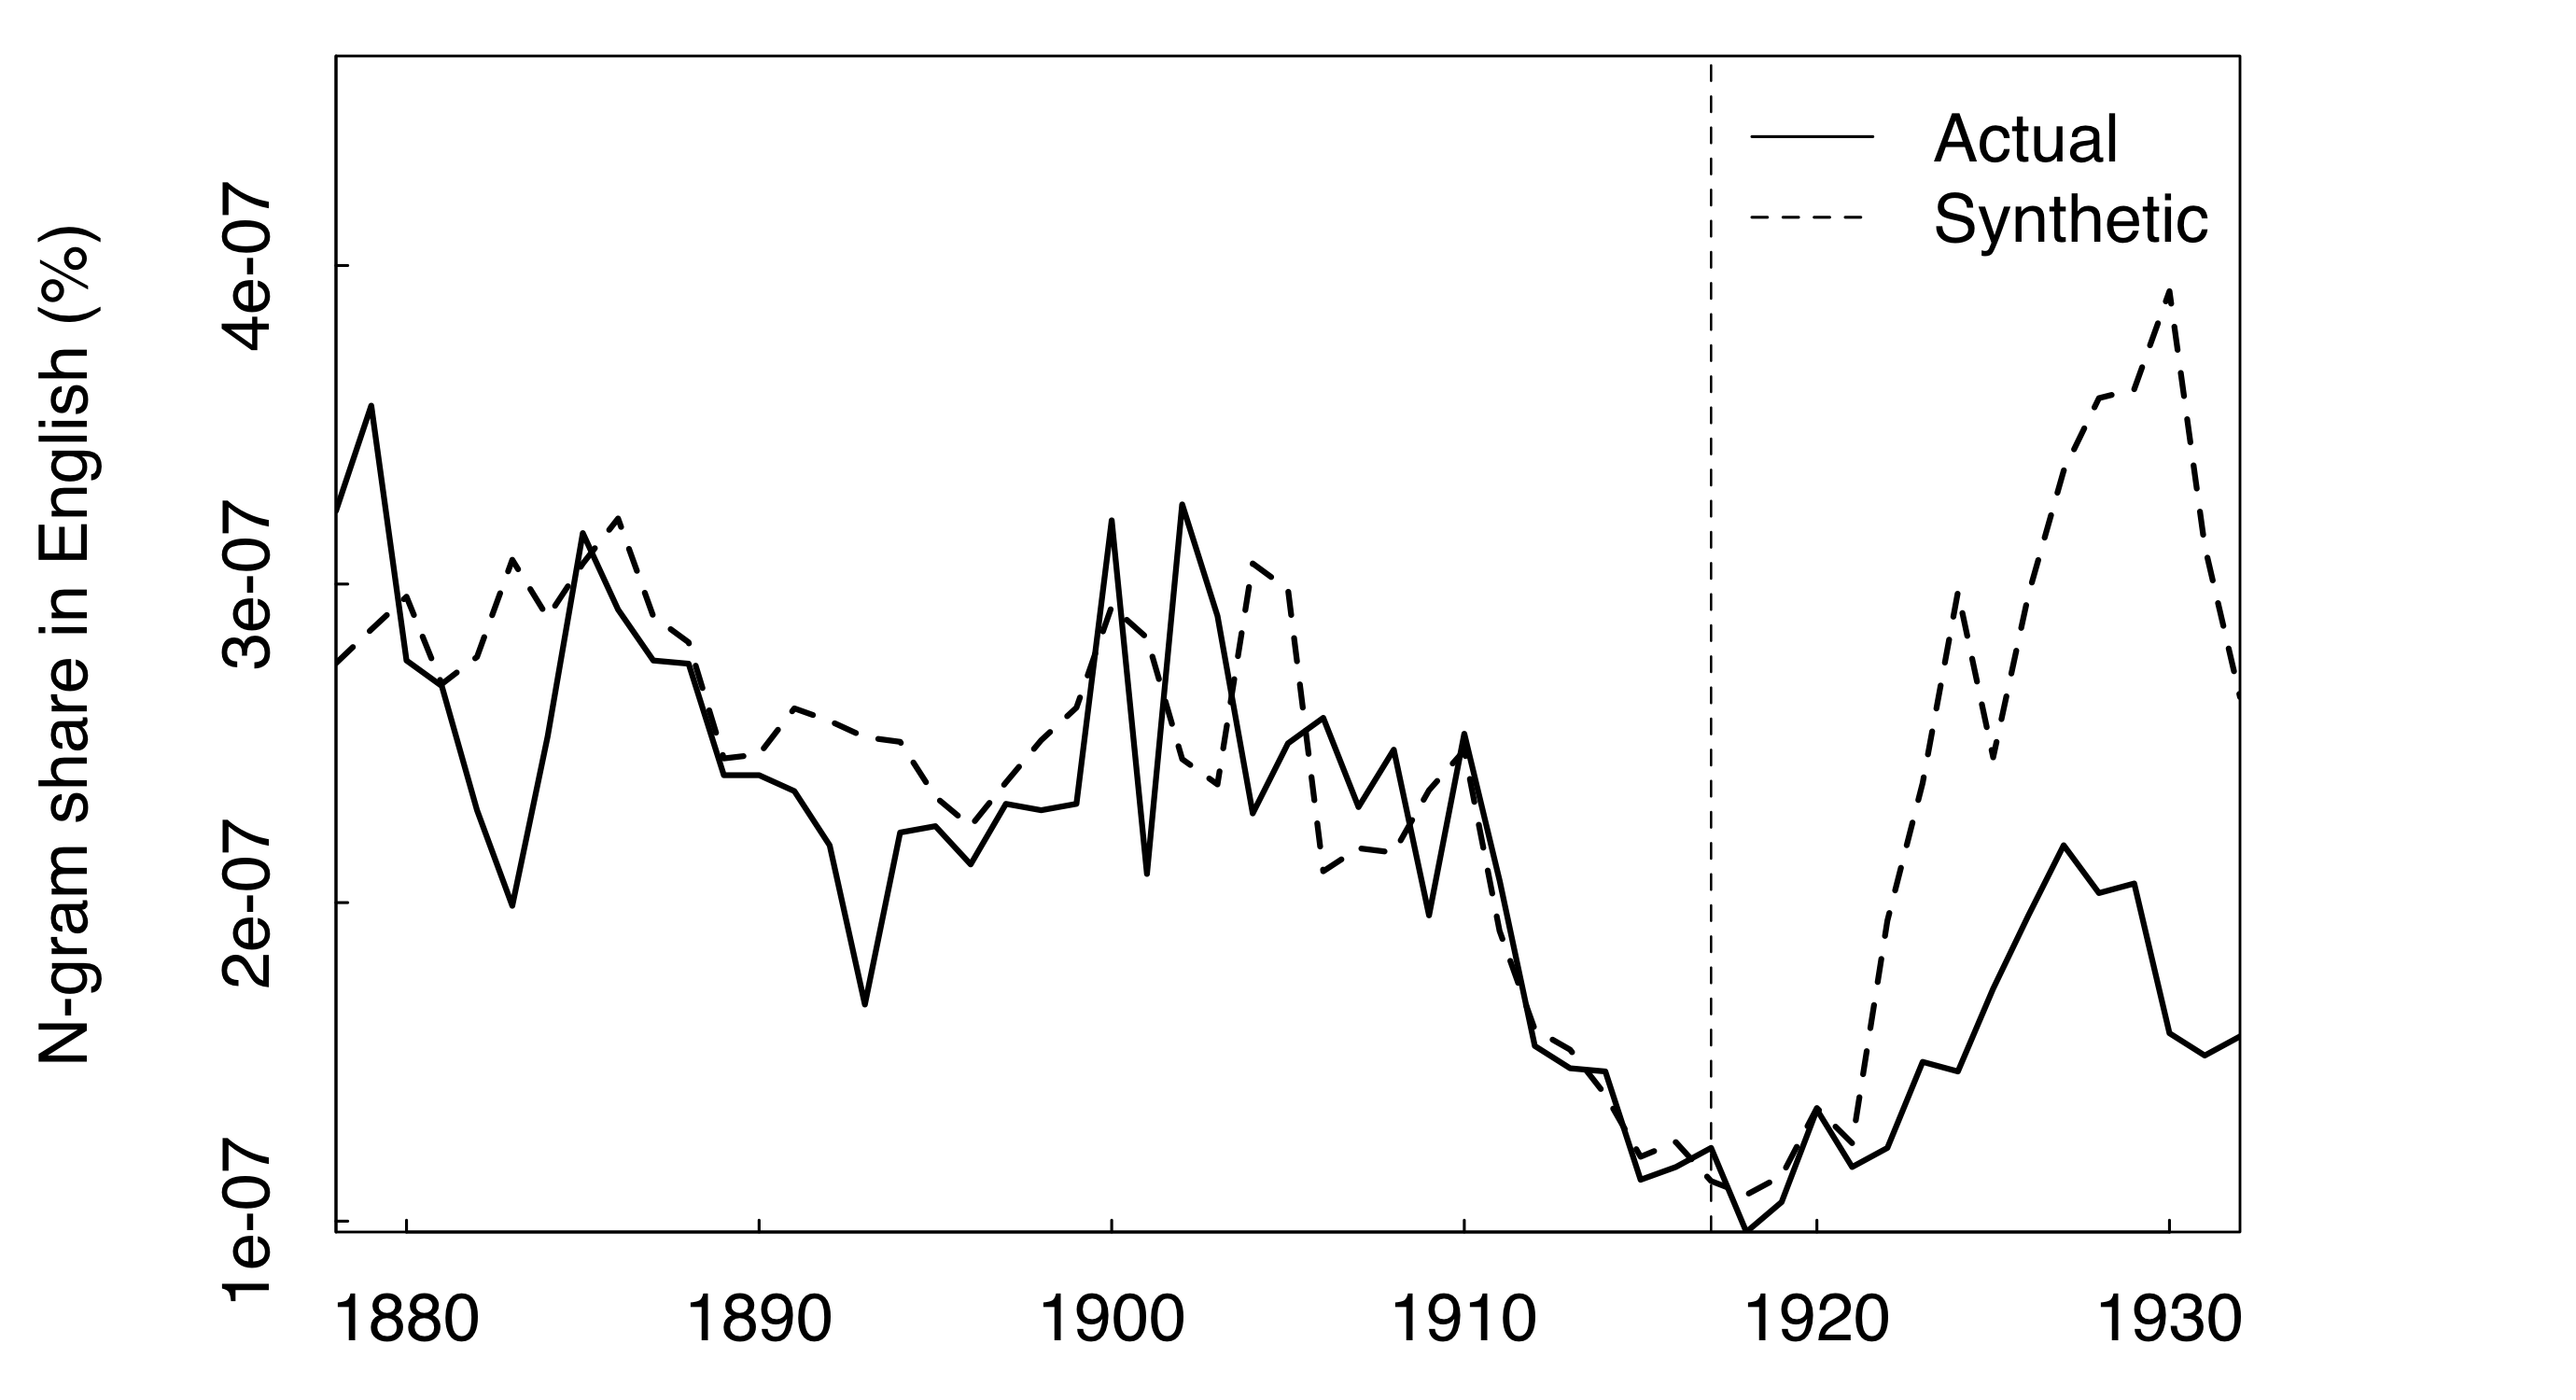 N-gram share in English (%)
4e-07
3e-07
2e-07
1e-07
Actual
Synthetic
1880 1890 1900 1910 1920 1930